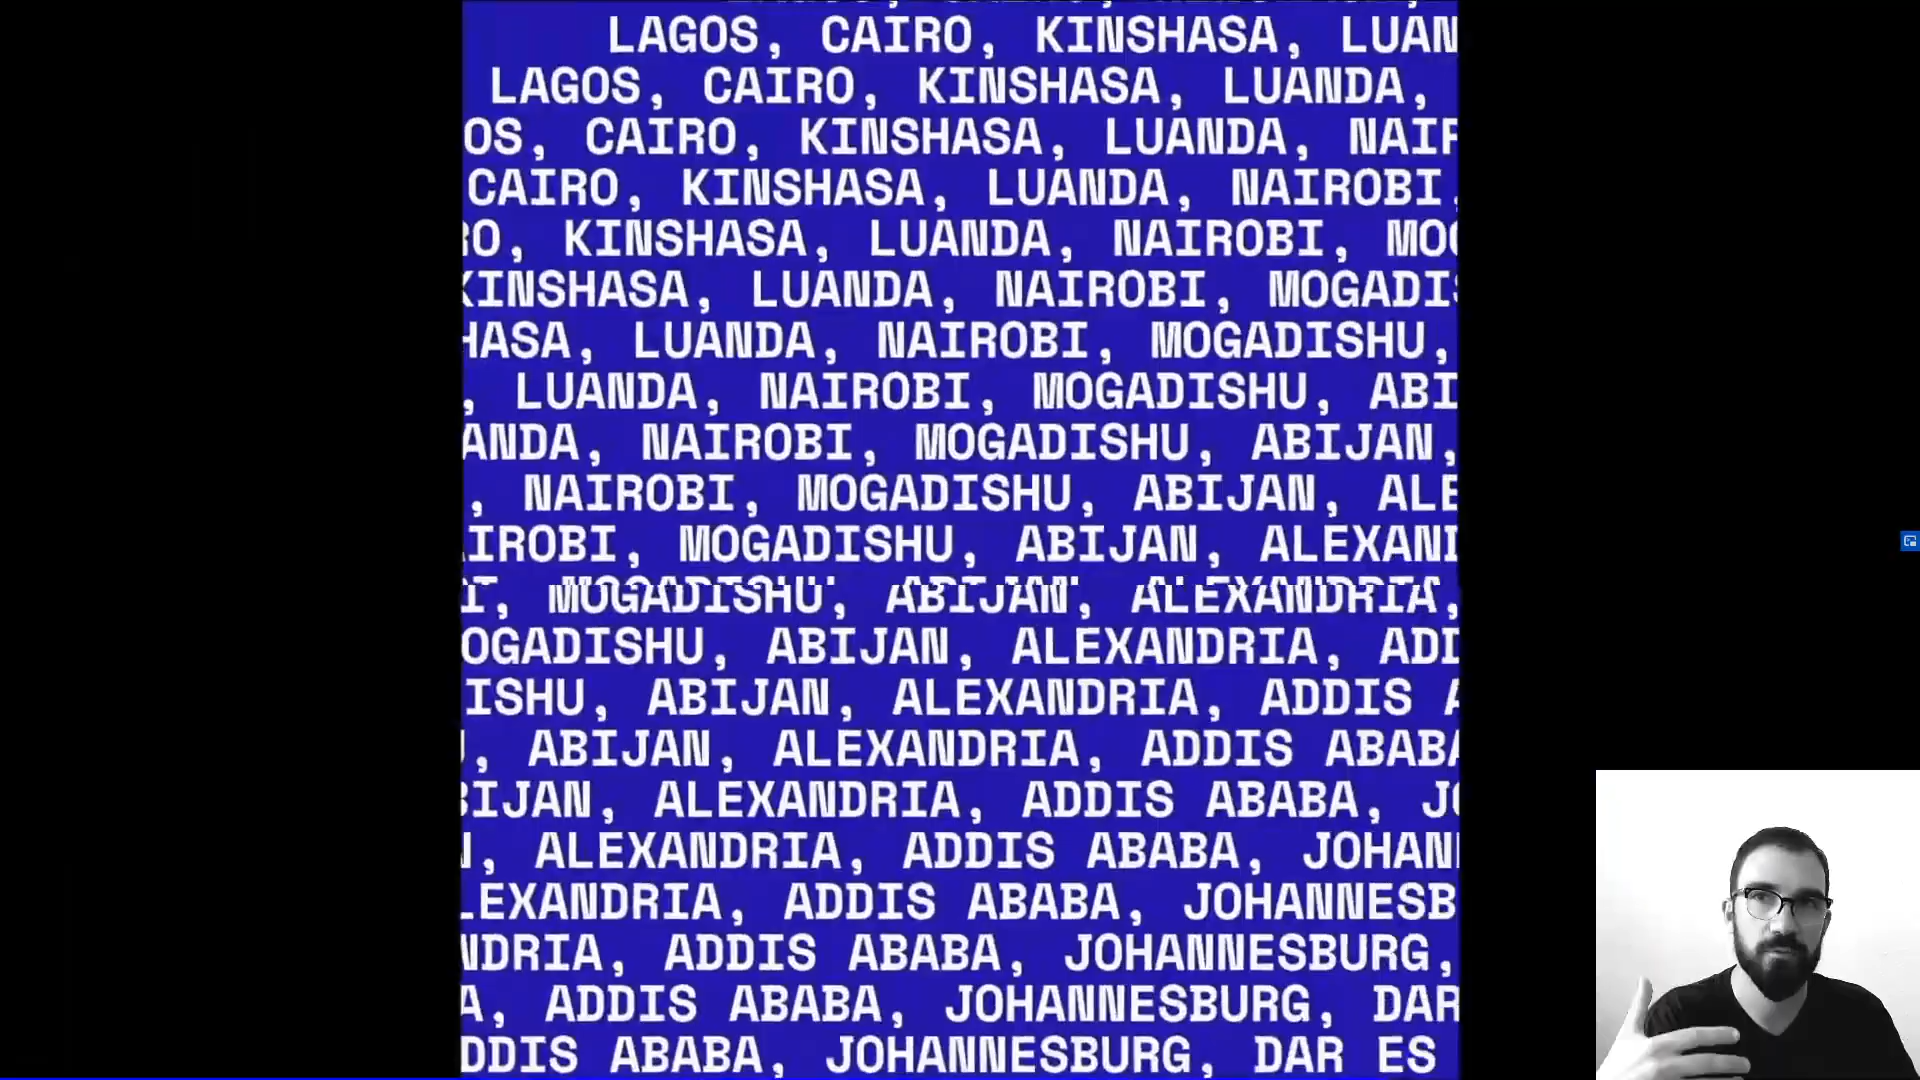 LAGOS, CAIRO, KINSHASA, LUAN
LAGOS, CAIRO, KINSHASA, LUANDA,
OS, CAIRO, KINSHASA, LUANDA, NAIR
CAIRO, KINSHASA, LUANDA, NAIROBI,
RO, KINSHASA, LUANDA, NAIROBI, MOG
KINSHASA, LUANDA, NAIROBI, MOGADIS
HASA, LUANDA, NAIROBI, MOGADISHU,
, LUANDA, NAIROBI, MOGADISHU, ABI
ANDA, NAIROBI, MOGADISHU, ABIJAN,
, NAIROBI, MOGADISHU, ABIJAN, ALE
IROBI, MOGADISHU, ABIJAN, ALEXAND
I, MOGADISHU, ABIJAN, ALEXANDRIA,
OGADISHU, ABIJAN, ALEXANDRIA, ADD
ISHU, ABIJAN, ALEXANDRIA, ADDIS A
U, ABIJAN, ALEXANDRIA, ADDIS ABABA
BIJAN, ALEXANDRIA, ADDIS ABABA, JO
N, ALEXANDRIA, ADDIS ABABA, JOHANN
LEXANDRIA, ADDIS ABABA, JOHANNESB
NDRIA, ADDIS ABABA, JOHANNESBURG,
A, ADDIS ABABA, JOHANNESBURG, DAR
DDIS ABABA, JOHANNESBURG, DAR ES